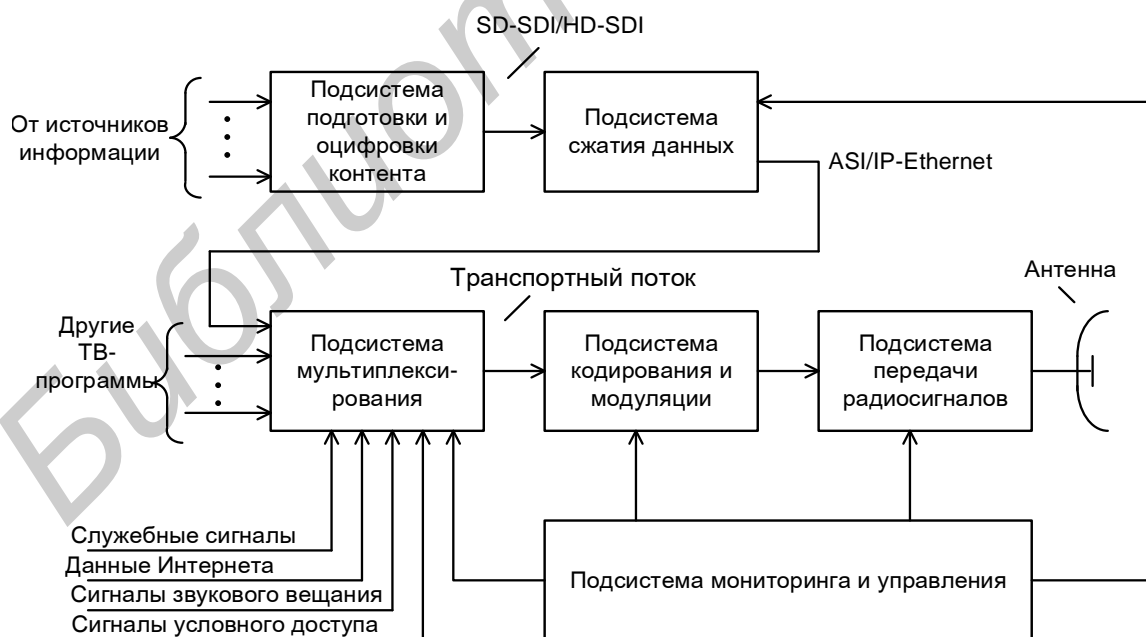 SD-SDI/HD-SDI
От источников
информации
Подсистема
подготовки и
оцифровки
контента
Подсистема
сжатия данных
ASI/IP-Ethernet
Транспортный поток
Антенна
Другие
ТВ-
программы
Подсистема
мультиплекси-
рования
Подсистема
кодирования и
модуляции
Подсистема
передачи
радиосигналов
Служебные сигналы
Данные Интернета
Сигналы звукового вещания
Сигналы условного доступа
Подсистема мониторинга и управления
Библиот